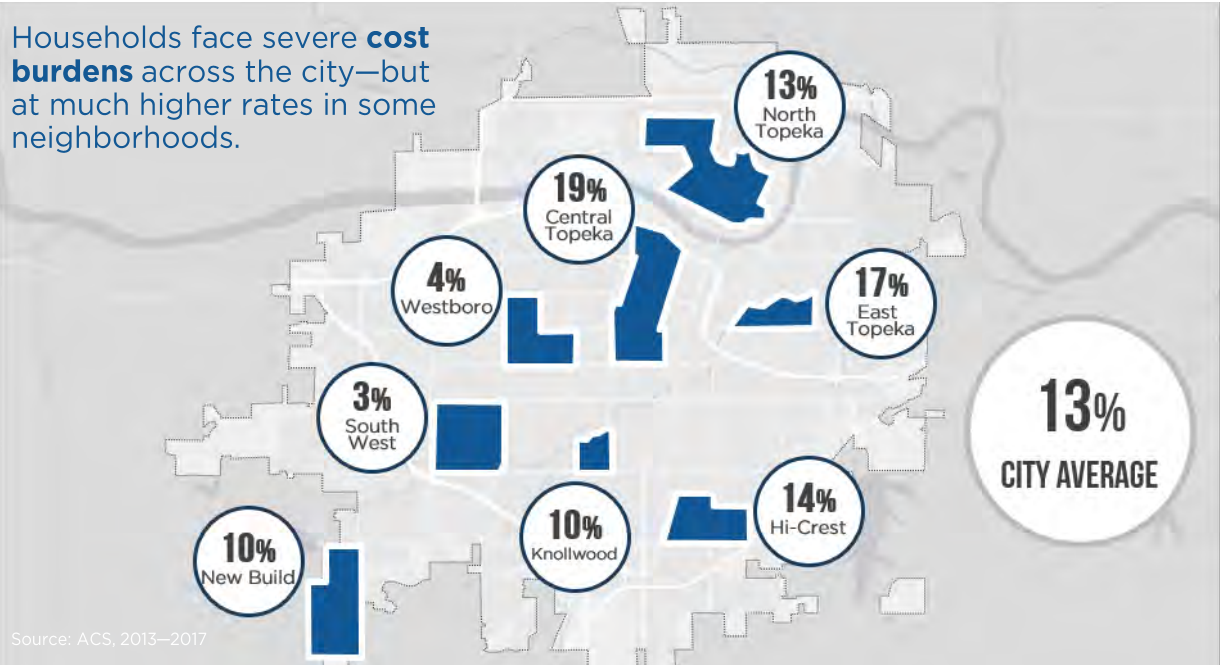 Households face severe cost
burdens across the city—but
at much higher rates in some
neighborhoods.
13%
North
Topeka
19%
Central
Topeka
4%
Westboro
17%
East
Topeka
3%
South
West
13%
CITY AVERAGE
14%
Hi-Crest
10%
Knollwood
10%
New Build
Source: ACS, 2013—2017